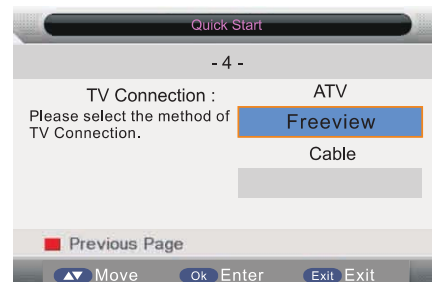 Quick Start
- 4 -
TV Connection :
Please select the method of
TV Connection.
ATV
Freeview
Cable
Previous Page
Move Ok Enter Exit Exit